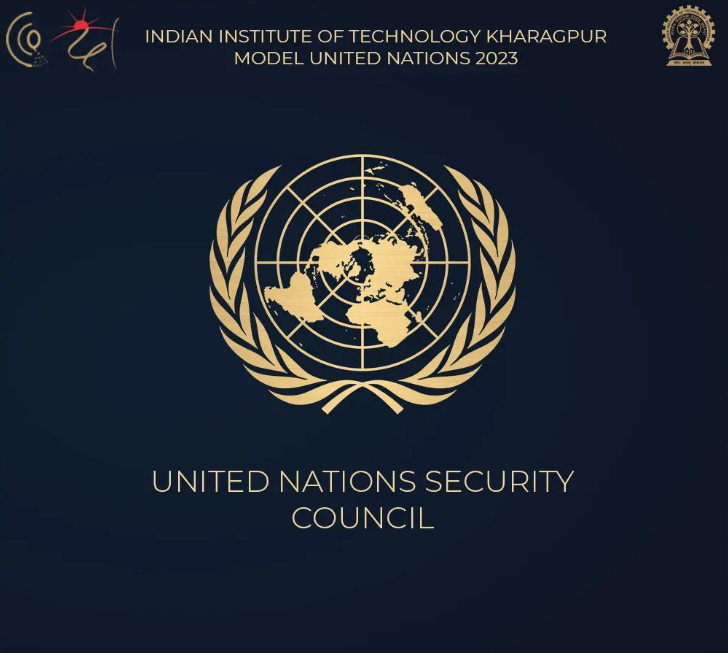 INDIAN INSTITUTE OF TECHNOLOGY KHARAGPUR
MODEL UNITED NATIONS 2023
UNITED NATIONS SECURITY
COUNCIL